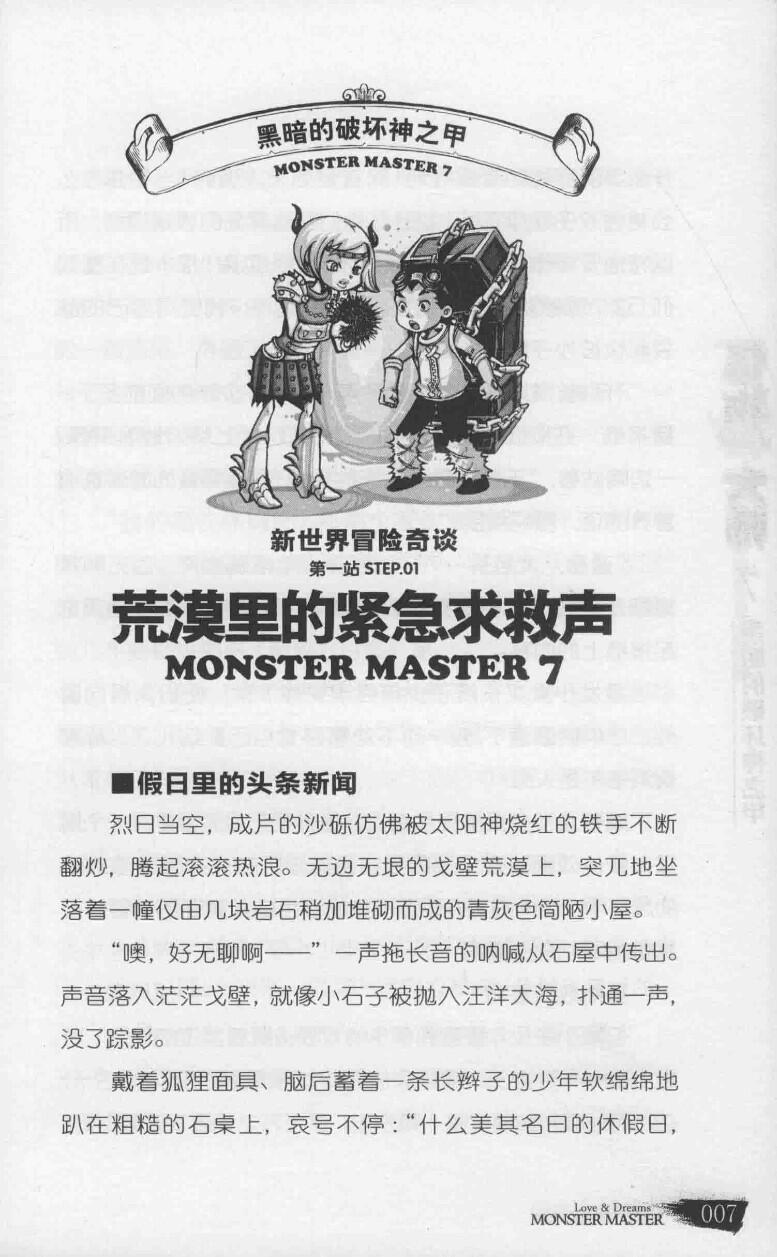 黑暗的破坏神之甲
MONSTER MASTER 7
新世界冒险奇谈
第一站 STEP.01
荒漠里的紧急求救声
MONSTER MASTER 7
■假日里的头条新闻
烈日当空，成片的沙砾仿佛被太阳神烧红的铁手不断
翻炒，腾起滚滚热浪。无边无垠的戈壁荒漠上，突兀地坐
落着一幢仅由几块岩石稍加堆砌而成的青灰色简陋小屋。
“噢，好无聊啊——”一声拖长音的呐喊从石屋中传出。
声音落入茫茫戈壁，就像小石子被抛入汪洋大海，扑通一声，
没了踪影。
戴着狐狸面具、脑后蓄着一条长辫子的少年软绵绵地
趴在粗糙的石桌上，哀号不停：“什么美其名曰的休假日，
Love & Dreams
MONSTER MASTER 007